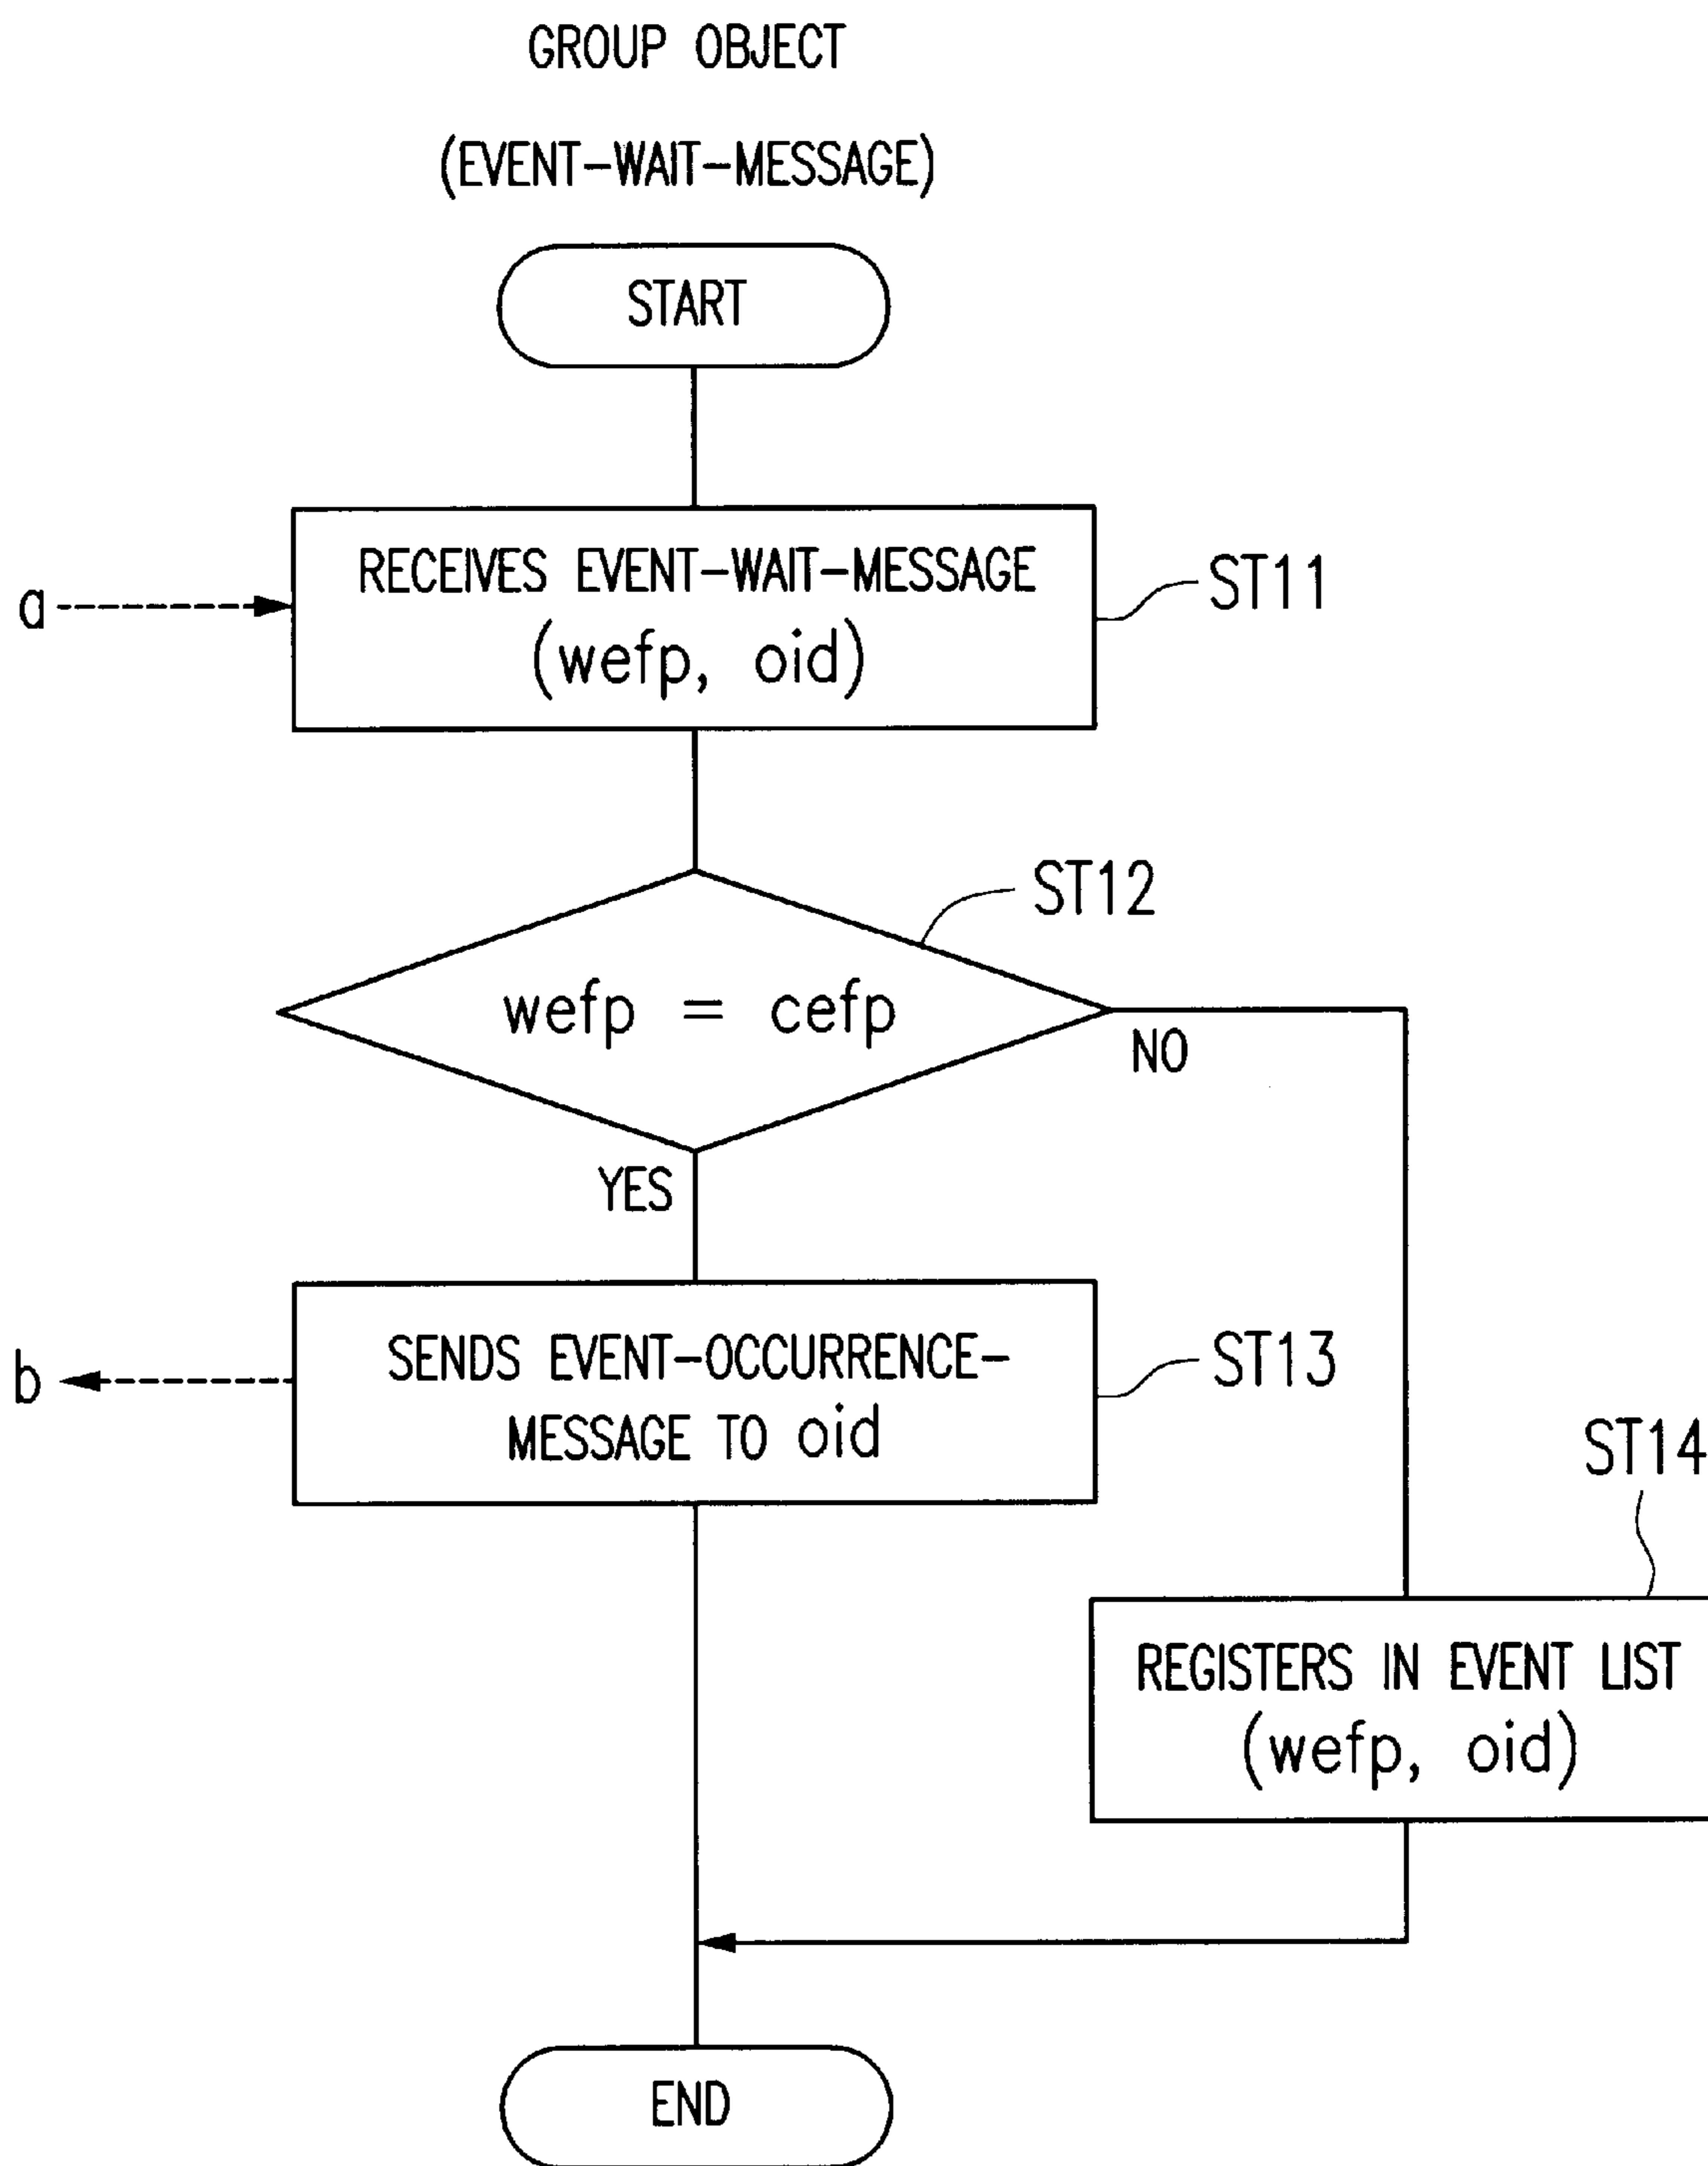 GROUP OBJECT
(EVENT-WAIT-MESSAGE)
START
RECEIVES EVENT-WAIT-MESSAGE
(wefp, oid)
ST11
a
ST12
wefp = cefp
NO
YES
SENDS EVENT-OCCURRENCE-
MESSAGE TO oid
ST13
b
ST14
REGISTERS IN EVENT LIST
(wefp, oid)
END